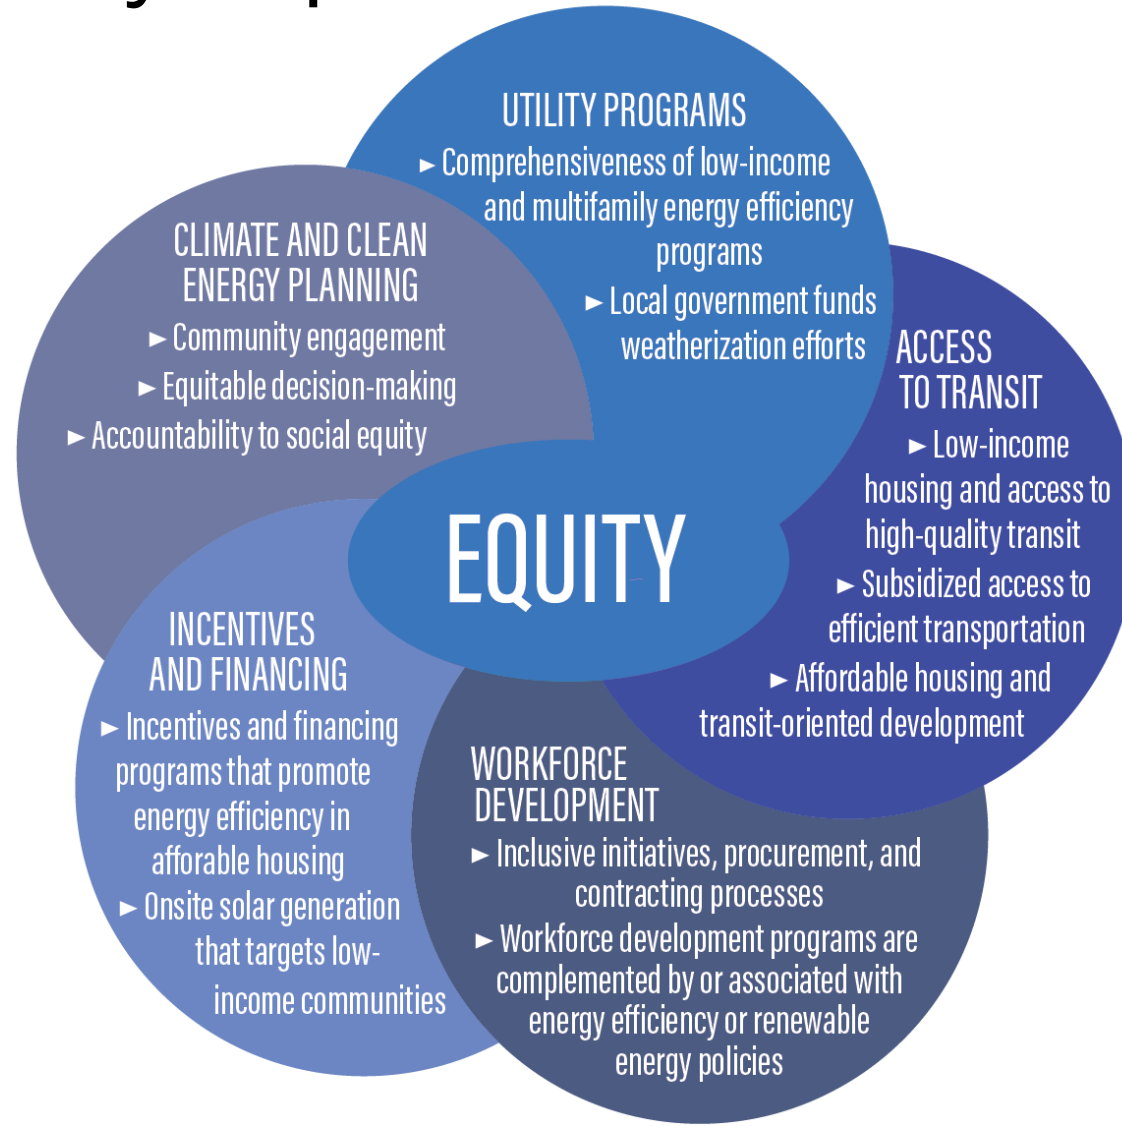 UTILITY PROGRAMS
► Comprehensiveness of low-income
and multifamily energy efficiency
programs
► Local government funds
weatherization efforts
CLIMATE AND CLEAN
ENERGY PLANNING
► Community engagement
► Equitable decision-making
► Accountability to social equity
ACCESS
TO TRANSIT
► Low-income
housing and access to
high-quality transit
► Subsidized access to
efficient transportation
► Affordable housing and
transit-oriented development
EQUITY
INCENTIVES
AND FINANCING
► Incentives and financing
programs that promote
energy efficiency in
afforable housing
► Onsite solar generation
that targets low-
income communities
WORKFORCE
DEVELOPMENT
► Inclusive initiatives, procurement, and
contracting processes
► Workforce development programs are
complemented by or associated with
energy efficiency or renewable
energy policies